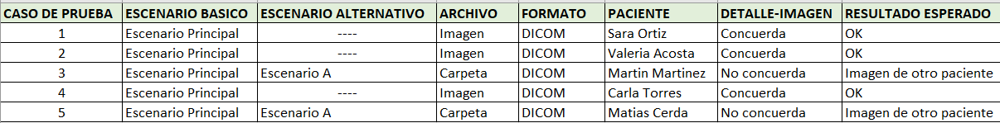 CASO DE PRUEBA ESCENARIO BASICO ESCENARIO ALTERNATIVO ARCHIVO FORMATO PACIENTE DETALLE-IMAGEN RESULTADO ESPERADO
1 Escenario Principal ---- Imagen DICOM Sara Ortiz Concuerda OK
2 Escenario Principal ---- Imagen DICOM Valeria Acosta Concuerda OK
3 Escenario Principal Escenario A Carpeta DICOM Martin Martinez No concuerda Imagen de otro paciente
4 Escenario Principal ---- Imagen DICOM Carla Torres Concuerda OK
5 Escenario Principal Escenario A Carpeta DICOM Matias Cerda No concuerda Imagen de otro paciente